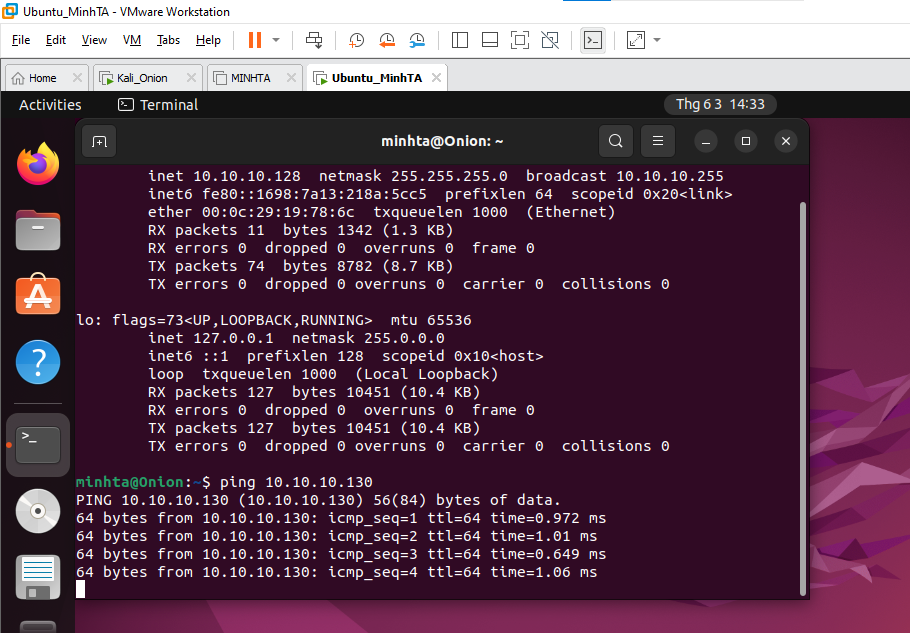 Ubuntu_MinhTA - VMware Workstation
File Edit View VM Tabs Help
Home Kali_Onion MINHTA Ubuntu_MinhTA
Activities Terminal Thg 6 3 14:33
minhta@Onion: ~
inet 10.10.10.128 netmask 255.255.255.0 broadcast 10.10.10.255
inet6 fe80::1698:7a13:218a:5cc5 prefixlen 64 scopeid 0x20<link>
ether 00:0c:29:19:78:6c txqueuelen 1000 (Ethernet)
RX packets 11 bytes 1342 (1.3 KB)
RX errors 0 dropped 0 overruns 0 frame 0
TX packets 74 bytes 8782 (8.7 KB)
TX errors 0 dropped 0 overruns 0 carrier 0 collisions 0
lo: flags=73<UP,LOOPBACK,RUNNING> mtu 65536
inet 127.0.0.1 netmask 255.0.0.0
inet6 ::1 prefixlen 128 scopeid 0x10<host>
loop txqueuelen 1000 (Local Loopback)
RX packets 127 bytes 10451 (10.4 KB)
RX errors 0 dropped 0 overruns 0 frame 0
TX packets 127 bytes 10451 (10.4 KB)
TX errors 0 dropped 0 overruns 0 carrier 0 collisions 0
minhta@Onion:~$ ping 10.10.10.130
PING 10.10.10.130 (10.10.10.130) 56(84) bytes of data.
64 bytes from 10.10.10.130: icmp_seq=1 ttl=64 time=0.972 ms
64 bytes from 10.10.10.130: icmp_seq=2 ttl=64 time=1.01 ms
64 bytes from 10.10.10.130: icmp_seq=3 ttl=64 time=0.649 ms
64 bytes from 10.10.10.130: icmp_seq=4 ttl=64 time=1.06 ms